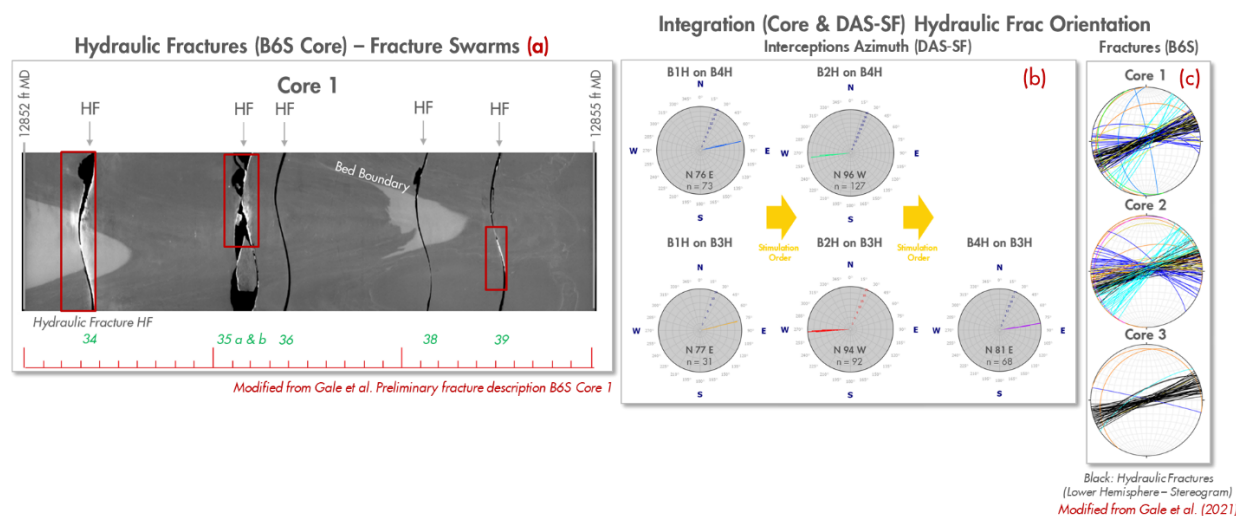 Hydraulic Fractures (B6S Core) – Fracture Swarms (a)
12852 ft MD
Core 1
12855 ft MD
HF
HF
HF
HF
HF
Bed Boundary
Hydraulic Fracture HF
34
35 a & b
36
38
39
Modified from Gale et al. Preliminary fracture description B6S Core 1
Integration (Core & DAS-SF) Hydraulic Frac Orientation
Interceptions Azimuth (DAS-SF)
(b)
B1H on B4H
N
W
E
N 76 E
n = 73
S
B2H on B4H
N
W
E
N 96 W
n = 127
S
Stimulation
Order
Stimulation
Order
B1H on B3H
N
W
E
N 77 E
n = 31
S
B2H on B3H
N
W
E
N 94 W
n = 92
S
B4H on B3H
N
W
E
N 81 E
n = 68
S
Fractures (B6S)
Core 1
(c)
Core 2
Core 3
Black: Hydraulic Fractures
(Lower Hemisphere – Stereogram)
Modified from Gale et al. (2021)